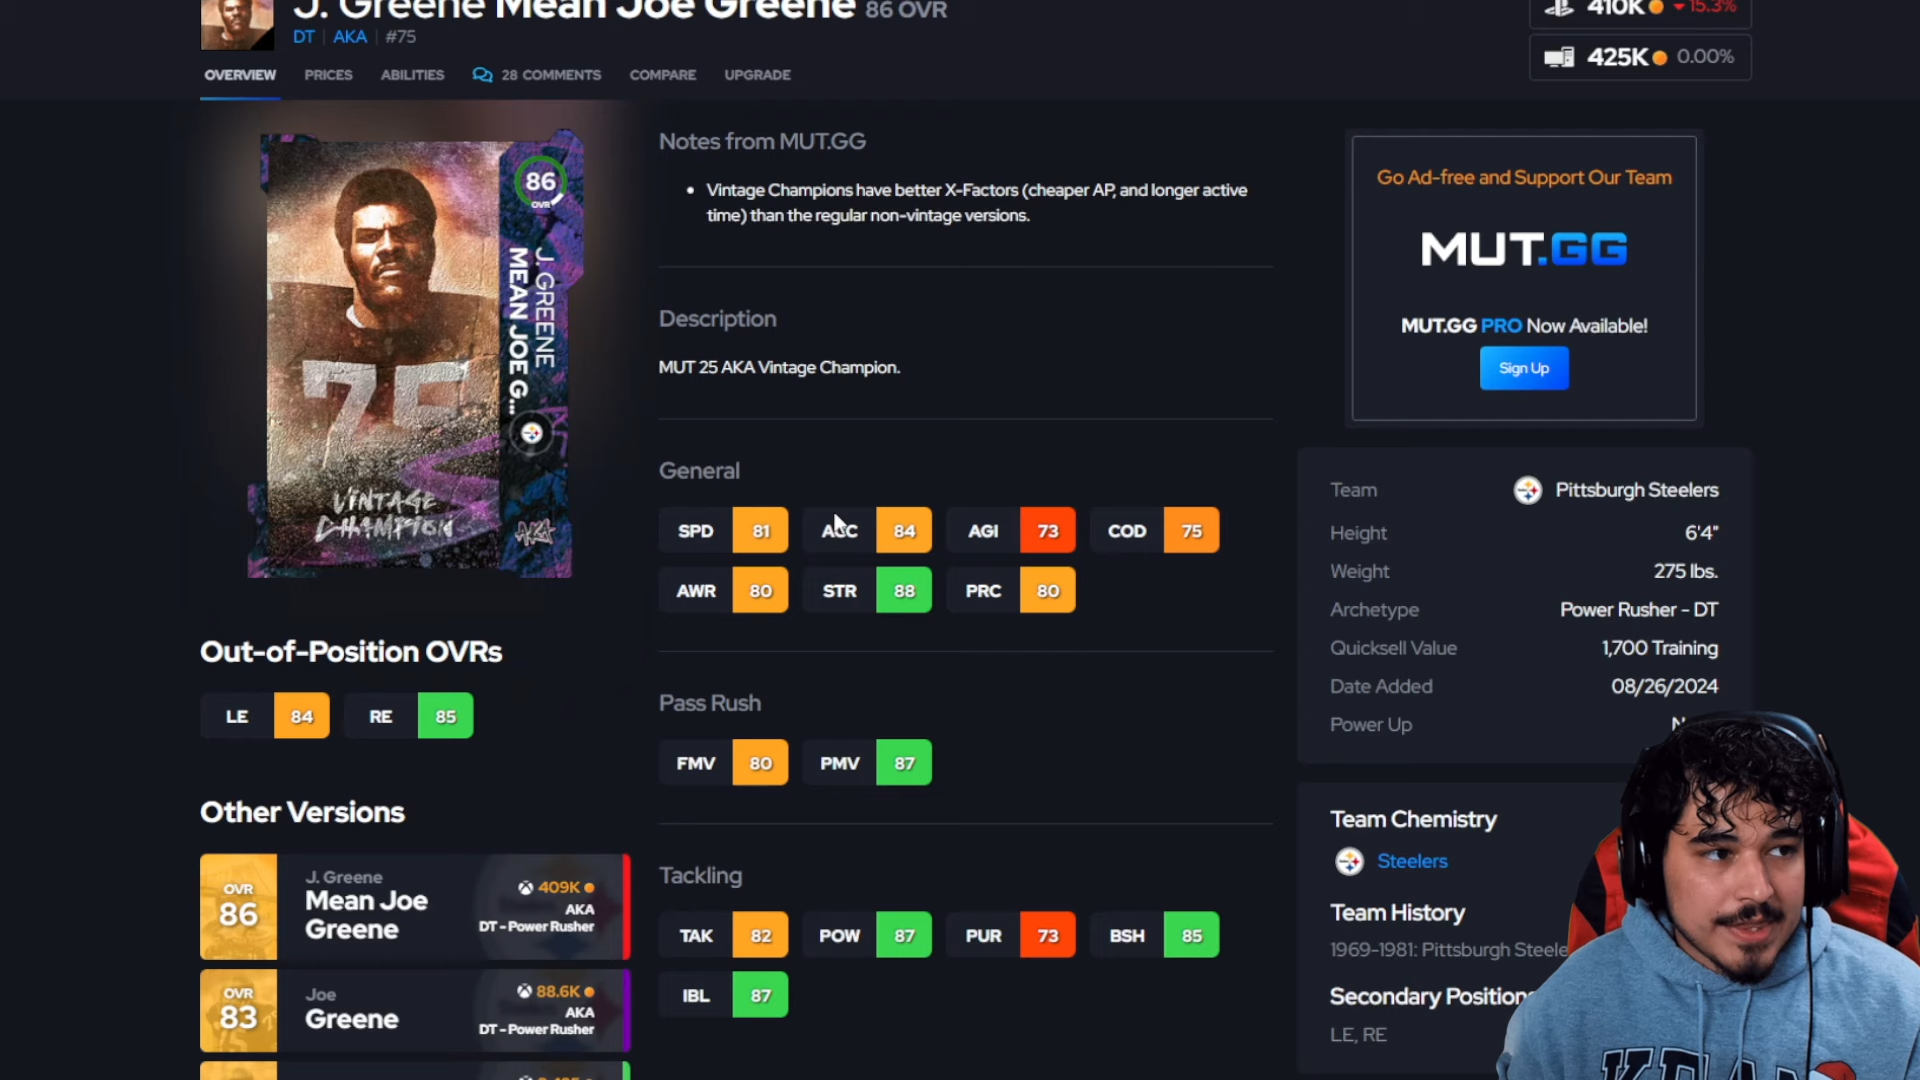 J. Greene Mean Joe Greene 86 OVR
DT | AKA | #75
410K 15.3%
425K 0.00%
OVERVIEW PRICES ABILITIES 28 COMMENTS COMPARE UPGRADE
86
OVR
J. GREENE
MEAN JOE G...
75
VINTAGE
CHAMPION
AKA
Notes from MUT.GG
• Vintage Champions have better X-Factors (cheaper AP, and longer active
time) than the regular non-vintage versions.
Description
MUT 25 AKA Vintage Champion.
General
SPD 81 ACC 84 AGI 73 COD 75
AWR 80 STR 88 PRC 80
Pass Rush
FMV 80 PMV 87
Tackling
TAK 82 POW 87 PUR 73 BSH 85
IBL 87
Out-of-Position OVRs
LE 84 RE 85
Other Versions
OVR
86
J. Greene
Mean Joe
Greene
409K
AKA
DT - Power Rusher
OVR
83
Joe
Greene
88.6K
AKA
DT - Power Rusher
Go Ad-free and Support Our Team
MUT.GG
MUT.GG PRO Now Available!
Sign Up
Team Pittsburgh Steelers
Height 6'4"
Weight 275 lbs.
Archetype Power Rusher - DT
Quicksell Value 1,700 Training
Date Added 08/26/2024
Power Up
Team Chemistry
Steelers
Team History
1969-1981: Pittsburgh Steele
Secondary Positions
LE, RE